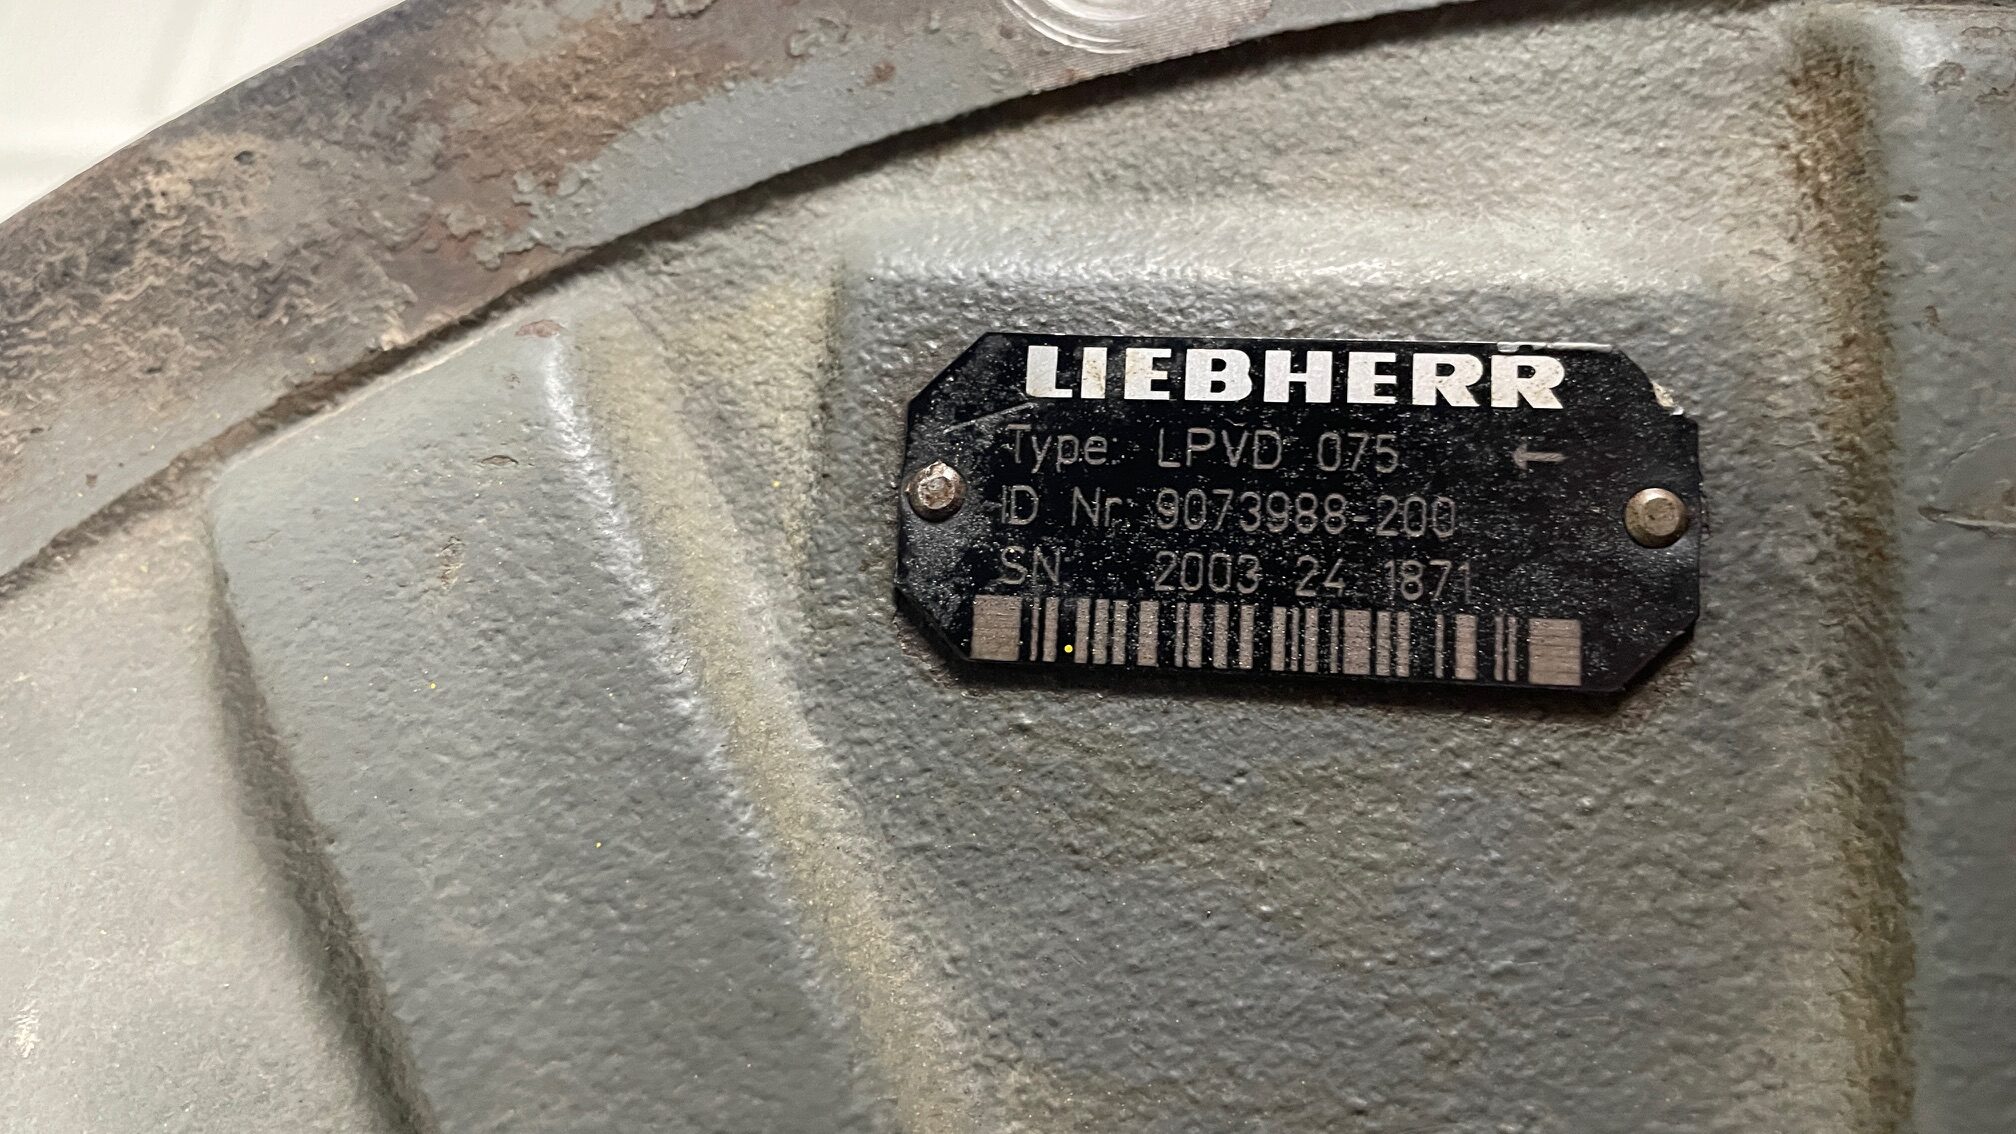 LIEBHERR
Type: LPVD 075 ←
ID Nr: 9073988-200
SN: 2003 24 1871